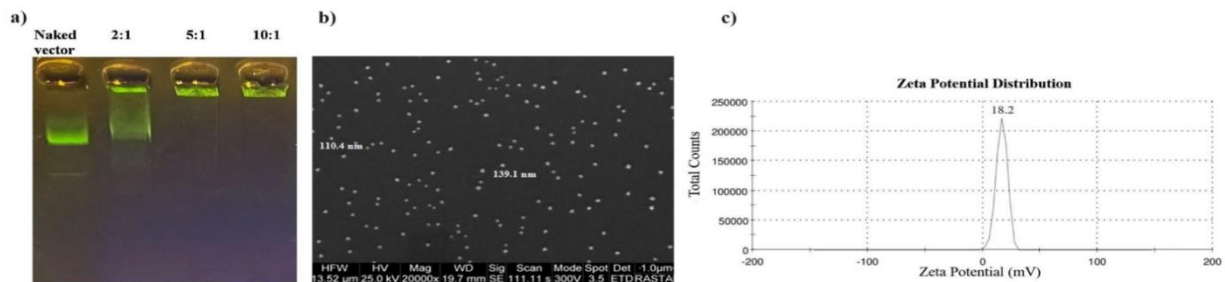 a)
Naked vector
2:1
5:1
10:1
b)
110.4 nm
139.1 nm
HFW HV Mag WD Sig Scan Mode Spot Det -1.0µm-
13.52 µm 25.0 kV 20000x 19.7 mm SE 111.11 s 300V 3.5 ETD RASTA
c)
Zeta Potential Distribution
18.2
250000
200000
150000
100000
50000
0
Total Counts
-200 -100 0 100 200
Zeta Potential (mV)